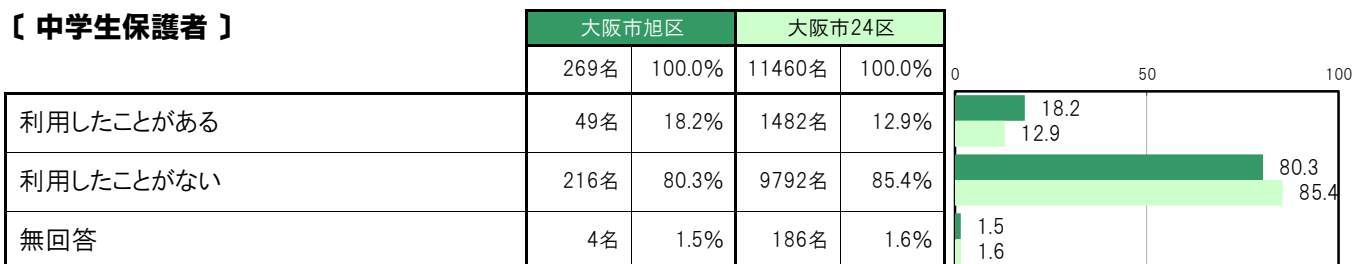 〔 中学生保護者 〕
大阪市旭区 大阪市24区
269名 100.0% 11460名 100.0%
0 50 100
利用したことがある 49名 18.2% 1482名 12.9%
18.2
12.9
利用したことがない 216名 80.3% 9792名 85.4%
80.3
85.4
無回答 4名 1.5% 186名 1.6%
1.5
1.6